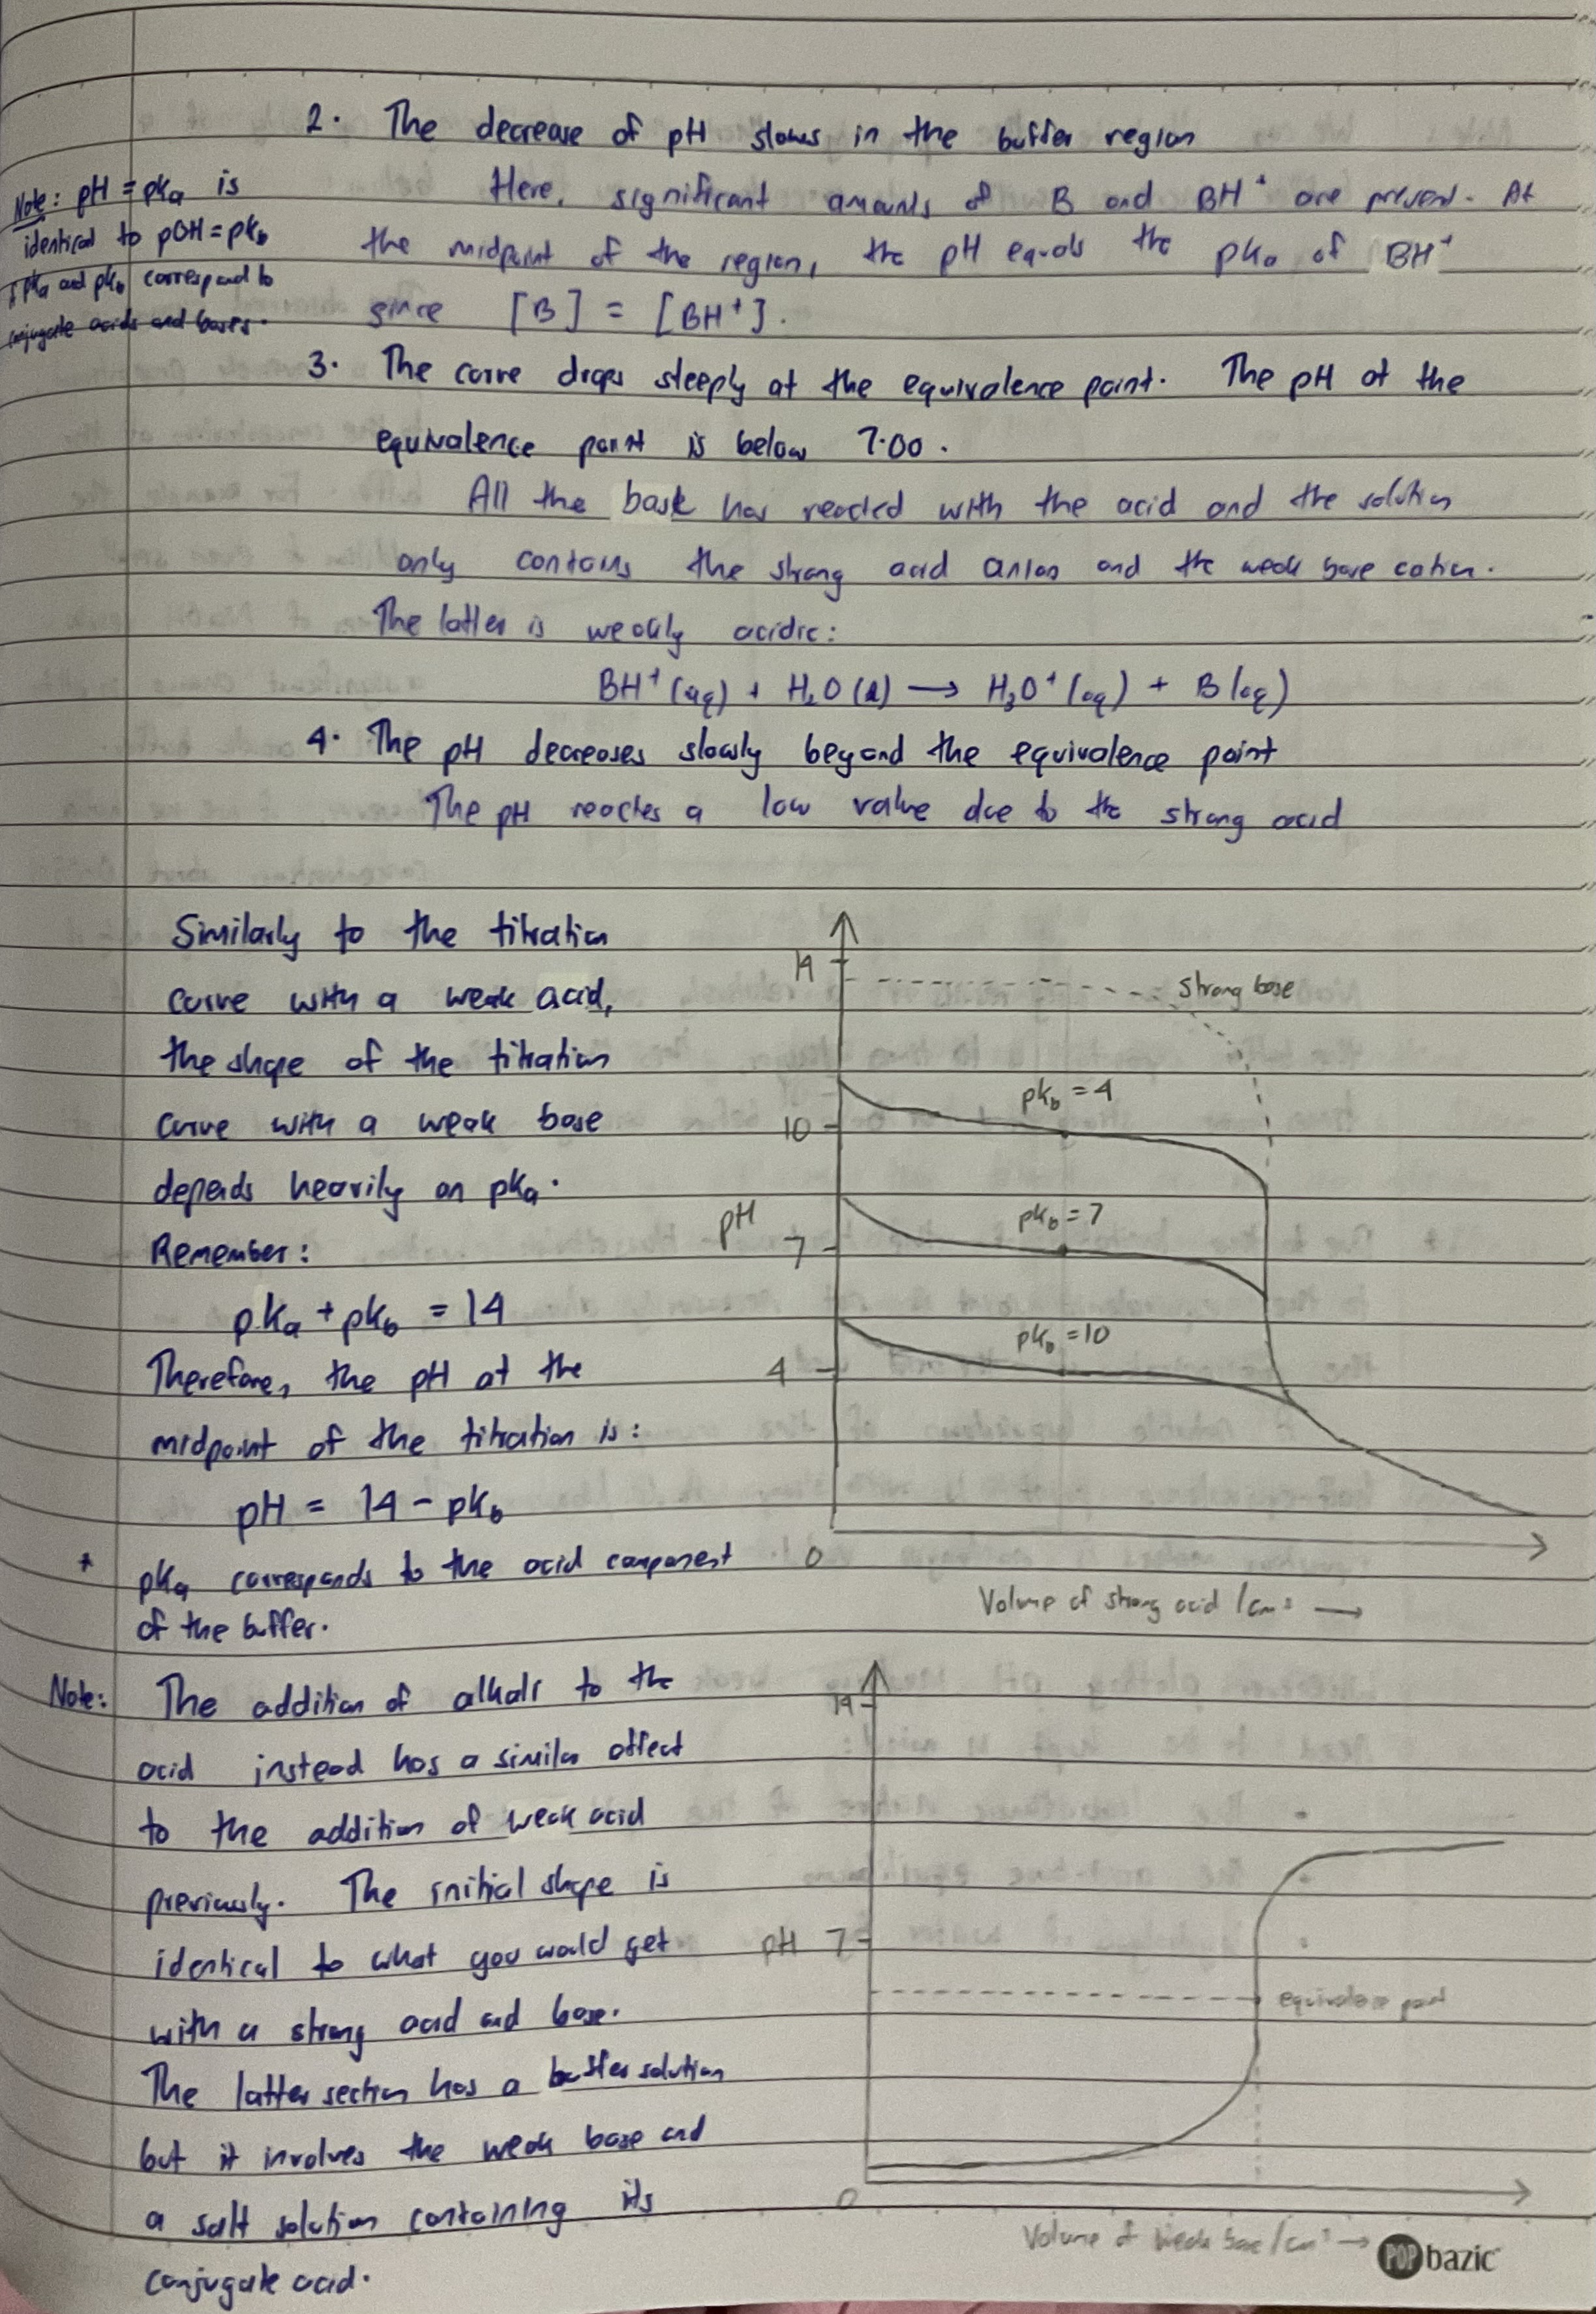 2. The decrease of pH slows in the buffer region
Note: pH = pKa is
identical to pOH = pKb
if pKa and pKb correspond to
conjugate acids and bases.
Here, significant amounts of B and BH⁺ are present. At
the midpoint of the region, the pH equals the pKa of BH⁺
since [B] = [BH⁺].
3. The curve drops steeply at the equivalence point. The pH at the
equivalence point is below 7.00.
All the base has reacted with the acid and the solution
only contains the strong acid anion and the weak base cation.
The latter is weakly acidic:
BH⁺(aq) + H₂O(l) → H₃O⁺(aq) + B(aq)
4. The pH decreases slowly beyond the equivalence point
The pH reaches a low value due to the strong acid
Similarly to the titration
curve with a weak acid,
the shape of the titration
curve with a weak base
depends heavily on pKa.
Remember:
pKa + pKb = 14
Therefore, the pH at the
midpoint of the titration is:
pH = 14 - pKb
* pKa corresponds to the acid component
of the buffer.
14
strong base
pKb = 4
10
pKb = 7
pH
7
pKb = 10
4
0
Volume of strong acid /cm³ →
Note: The addition of alkali to the
acid instead has a similar affect
to the addition of weak acid
previously. The initial shape is
identical to what you would get
with a strong acid and base.
The latter section has a buffer solution
but it involves the weak base and
a salt solution containing its
conjugate acid.
14
pH 7
equivalence point
0
Volume of weak base /cm³ →
POP bazic